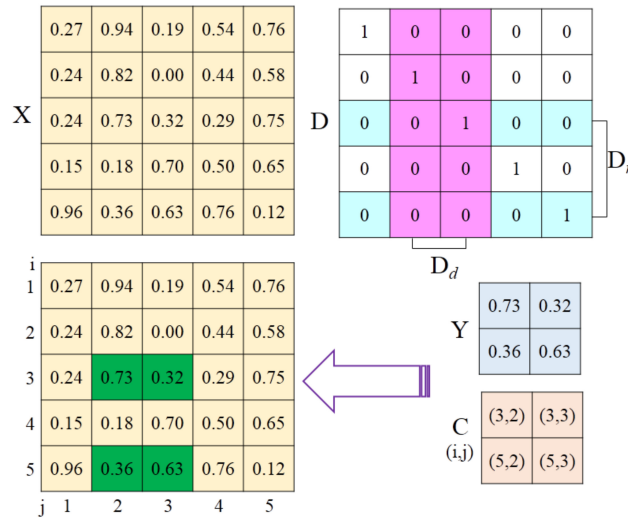 0.27 0.94 0.19 0.54 0.76
0.24 0.82 0.00 0.44 0.58
X 0.24 0.73 0.32 0.29 0.75
0.15 0.18 0.70 0.50 0.65
0.96 0.36 0.63 0.76 0.12
1 0 0 0 0
0 1 0 0 0
D 0 0 1 0 0
0 0 0 1 0
0 0 0 0 1
D
D_d
i
1 0.27 0.94 0.19 0.54 0.76
2 0.24 0.82 0.00 0.44 0.58
3 0.24 0.73 0.32 0.29 0.75
4 0.15 0.18 0.70 0.50 0.65
5 0.96 0.36 0.63 0.76 0.12
j 1 2 3 4 5
Y
0.73 0.32
0.36 0.63
C
(i,j)
(3,2) (3,3)
(5,2) (5,3)